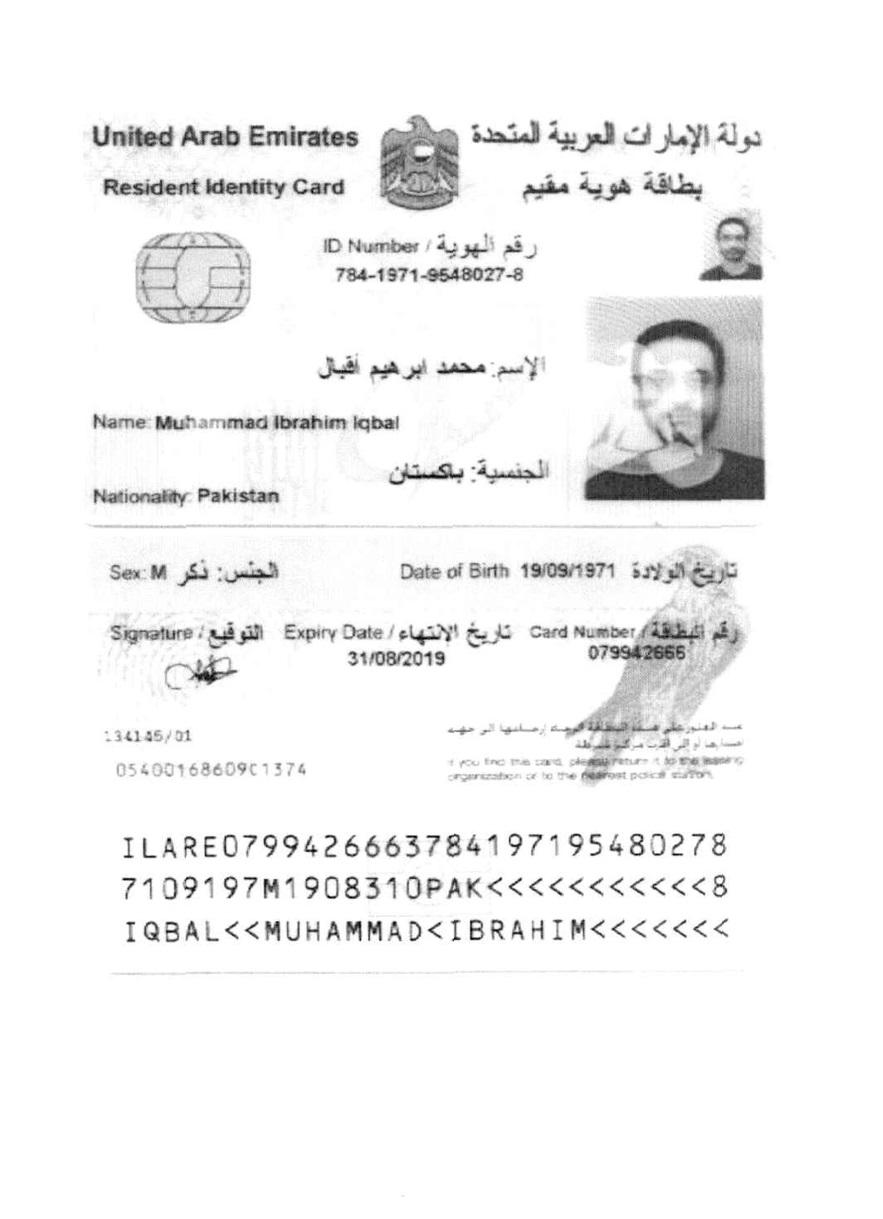 United Arab Emirates
دولة الإمارات العربية المتحدة
Resident Identity Card
بطاقة هوية مقيم
ID Number / رقم الهوية
784-1971-9548027-8
الإسم: محمد ابرهيم أقبال
Name: Muhammad Ibrahim Iqbal
الجنسية: باكستان
Nationality: Pakistan
Sex: M الجنس: ذكر
Date of Birth 19/09/1971 تاريخ الولادة
Signature / التوقيع
Expiry Date / تاريخ الإنتهاء
31/08/2019
Card Number / رقم البطاقة
079942666
134145/01
عند العثور على هذه البطاقة الرجاء إرسالها الى جهة
إصدارها أو إلى أقرب مركز شرطة
If you find this card, please return it to the issuing
organization or to the nearest police station.
ILARE0799426663784197195480278
7109197M1908310PAK<<<<<<<<<<<8
IQBAL<<MUHAMMAD<IBRAHIM<<<<<<<